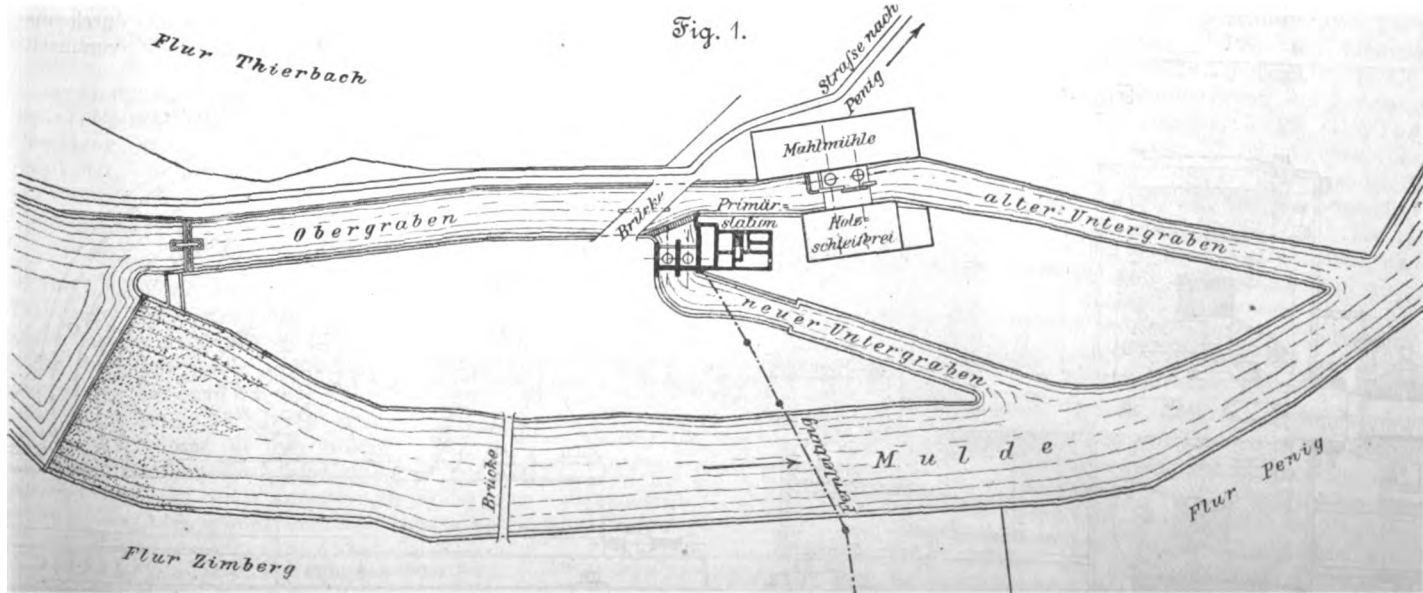 Fig. 1.
Flur Thierbach
Straſse nach
Penig
Mahlmühle
Obergraben
Brücke
Primär=
station
Holz=
schleiferei
alter Untergraben
neuer Untergraben
Fernleitung
Mulde
Brücke
Flur Penig
Flur Zimberg